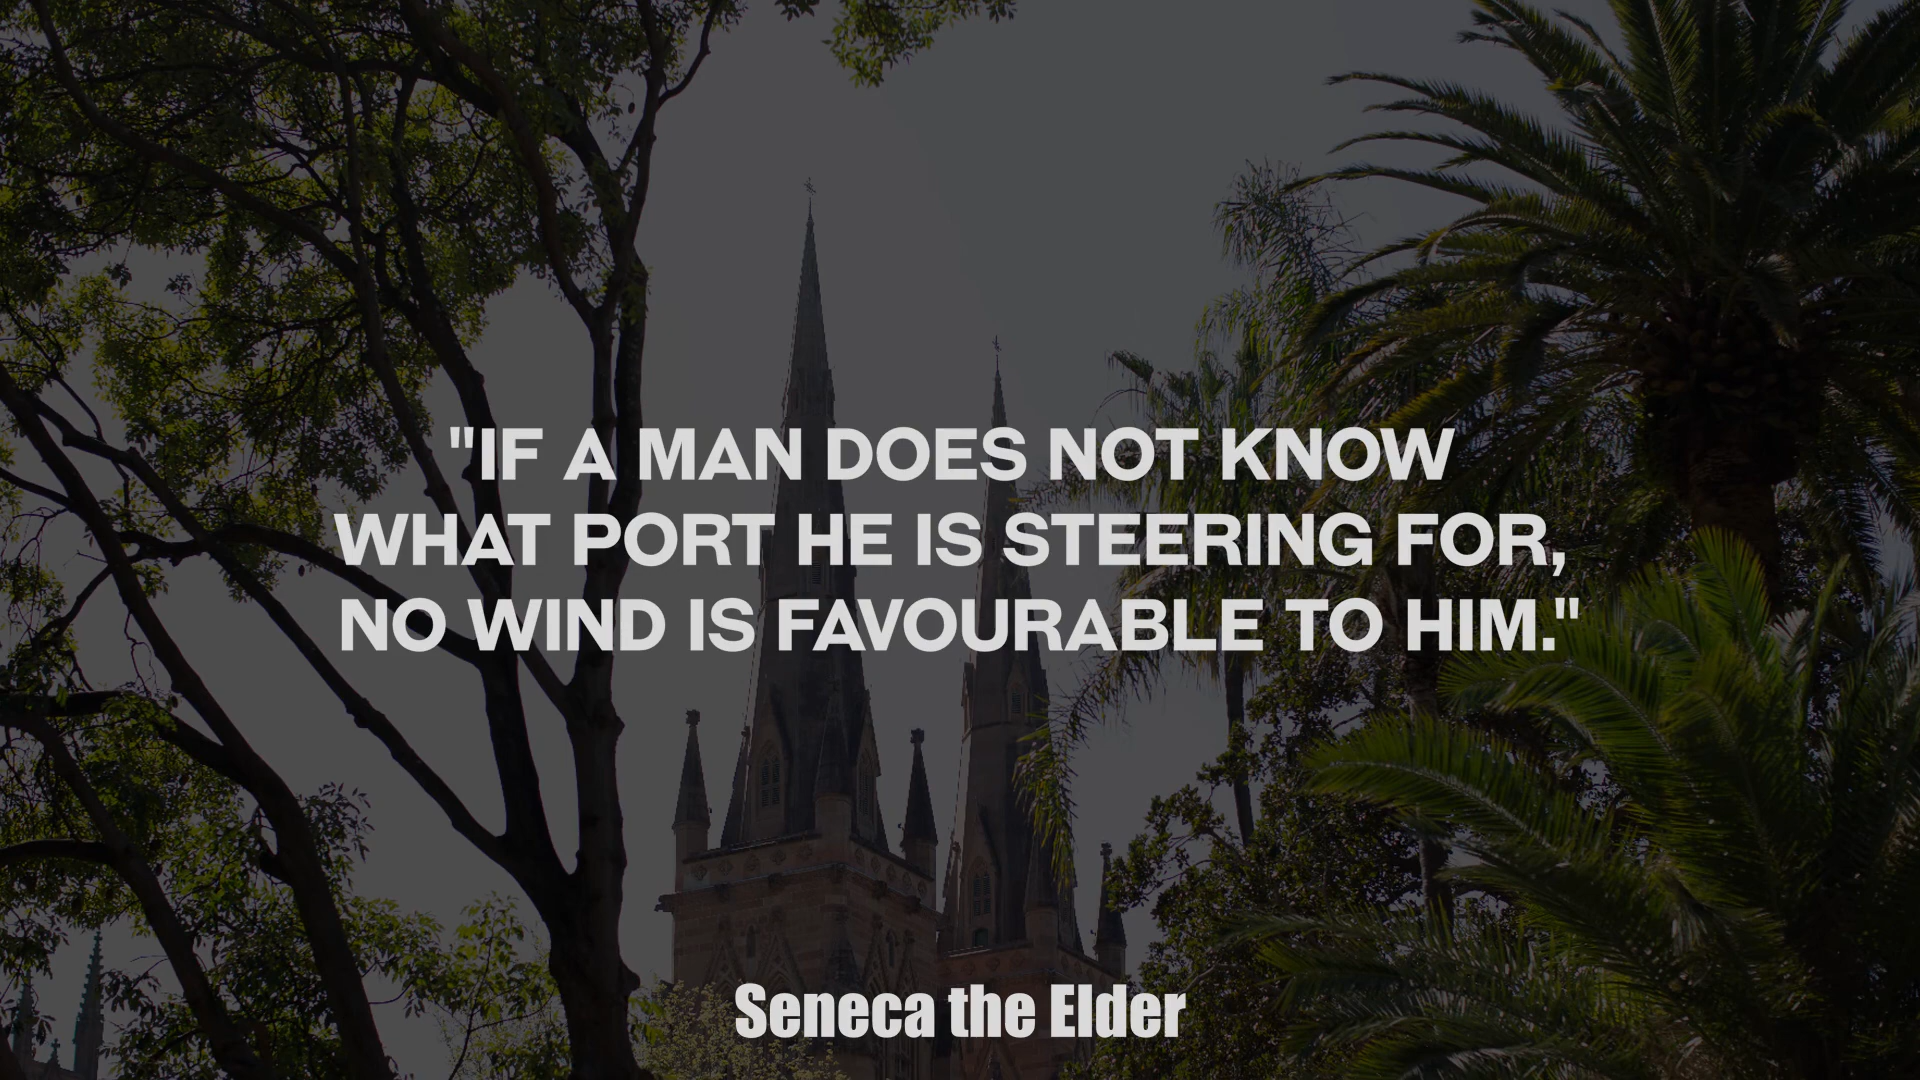 "IF A MAN DOES NOT KNOW
WHAT PORT HE IS STEERING FOR,
NO WIND IS FAVOURABLE TO HIM."
Seneca the Elder